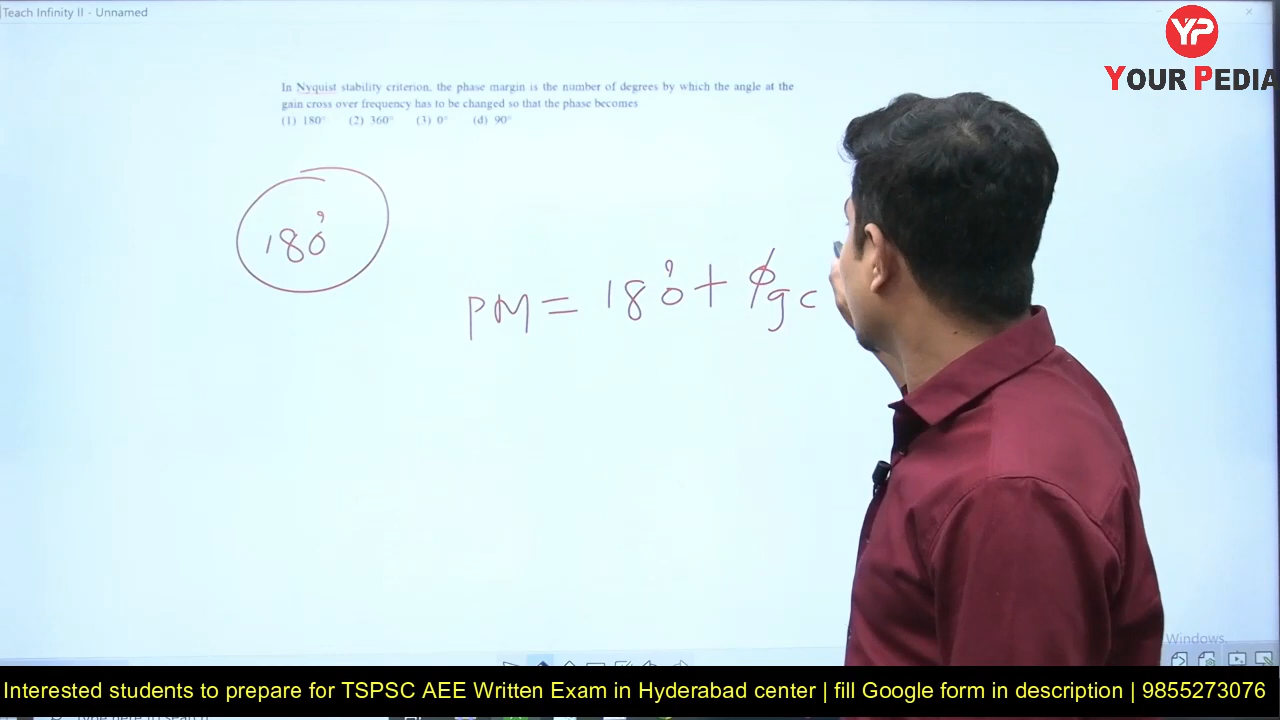 Teach Infinity II - Unnamed
YP
YOUR PEDIA
In Nyquist stability criterion, the phase margin is the number of degrees by which the angle at the
gain cross over frequency has to be changed so that the phase becomes
(1) 180° (2) 360° (3) 0° (d) 90°
180°
PM = 180° + ϕgc
Windows.
Interested students to prepare for TSPSC AEE Written Exam in Hyderabad center | fill Google form in description | 9855273076